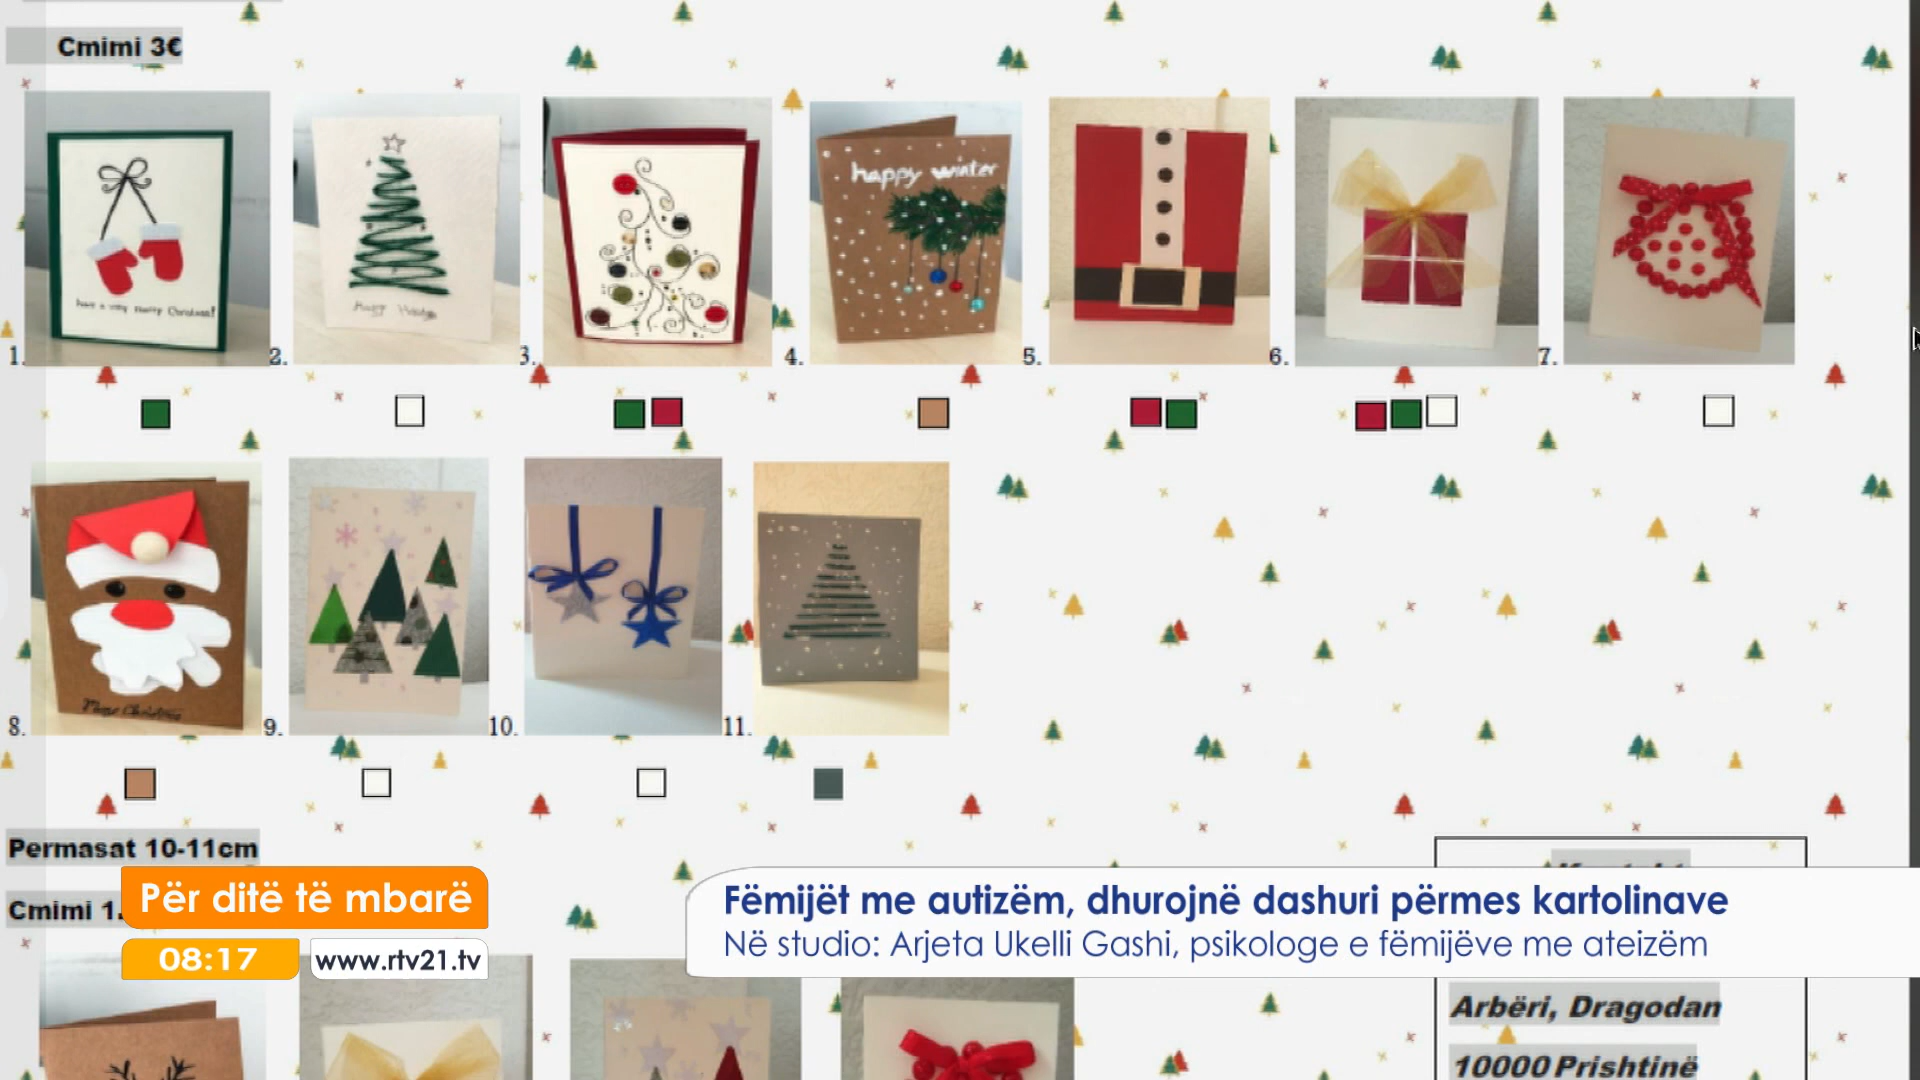 Cmimi 3€
happy winter
1.
2.
3.
4.
5.
6.
7.
8.
9.
10.
11.
Permasat 10-11cm
Cmimi 1.
Për ditë të mbarë
08:17
www.rtv21.tv
Fëmijët me autizëm, dhurojnë dashuri përmes kartolinave
Në studio: Arjeta Ukelli Gashi, psikologe e fëmijëve me ateizëm
Arbëri, Dragodan
10000 Prishtinë